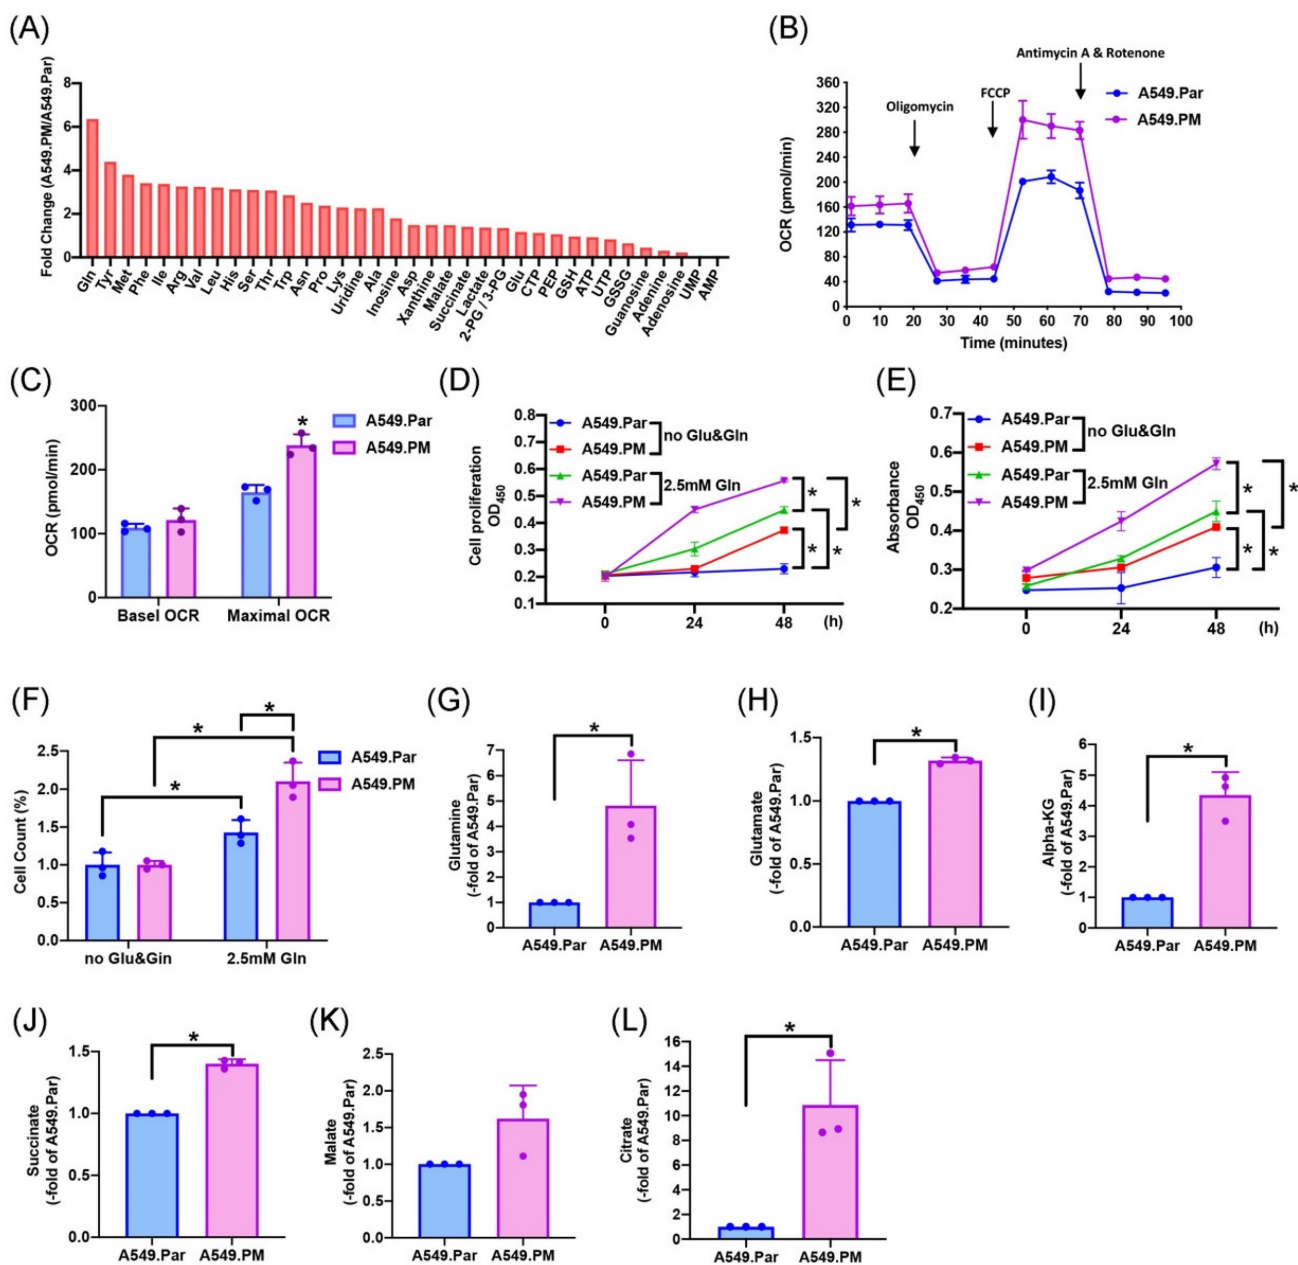 (A)
Fold Change (A549.PM/A549.Par)
8
6
4
2
0
Gln
Tyr
Met
Phe
Ile
Arg
Val
Leu
His
Ser
Thr
Trp
Asn
Pro
Lys
Uridine
Ala
Inosine
Asp
Xanthine
Malate
Succinate
Lactate
2-PG / 3-PG
Glu
CTP
PEP
GSH
ATP
UTP
GSSG
Guanosine
Adenine
Adenosine
UMP
AMP
(B)
Antimycin A & Rotenone
FCCP
Oligomycin
A549.Par
A549.PM
OCR (pmol/min)
360
320
280
240
200
160
120
80
40
0
0 10 20 30 40 50 60 70 80 90 100
Time (minutes)
(C)
OCR (pmol/min)
300
200
100
0
*
A549.Par
A549.PM
Basel OCR Maximal OCR
(D)
Cell proliferation
OD450
0.8
0.7
0.6
0.5
0.4
0.3
0.2
0.1
A549.Par
A549.PM
no Glu&Gln
A549.Par
A549.PM
2.5mM Gln
* *
* *
0 24 48 (h)
(E)
Absorbance
OD450
0.7
0.6
0.5
0.4
0.3
0.2
A549.Par
A549.PM
no Glu&Gln
A549.Par
A549.PM
2.5mM Gln
* *
* *
0 24 48 (h)
(F)
Cell Count (%)
2.5
2.0
1.5
1.0
0.5
0.0
*
*
*
A549.Par
A549.PM
no Glu&Gin 2.5mM Gln
(G)
Glutamine
(-fold of A549.Par)
7
6
5
4
3
2
1
0
*
A549.Par A549.PM
(H)
Glutamate
(-fold of A549.Par)
1.5
1.0
0.5
0.0
*
A549.Par A549.PM
(I)
Alpha-KG
(-fold of A549.Par)
6
5
4
3
2
1
0
*
A549.Par A549.PM
(J)
Succinate
(-fold of A549.Par)
1.5
1.0
0.5
0.0
*
A549.Par A549.PM
(K)
Malate
(-fold of A549.Par)
2.5
2.0
1.5
1.0
0.5
0.0
A549.Par A549.PM
(L)
Citrate
(-fold of A549.Par)
16
14
12
10
8
6
4
2
0
*
A549.Par A549.PM